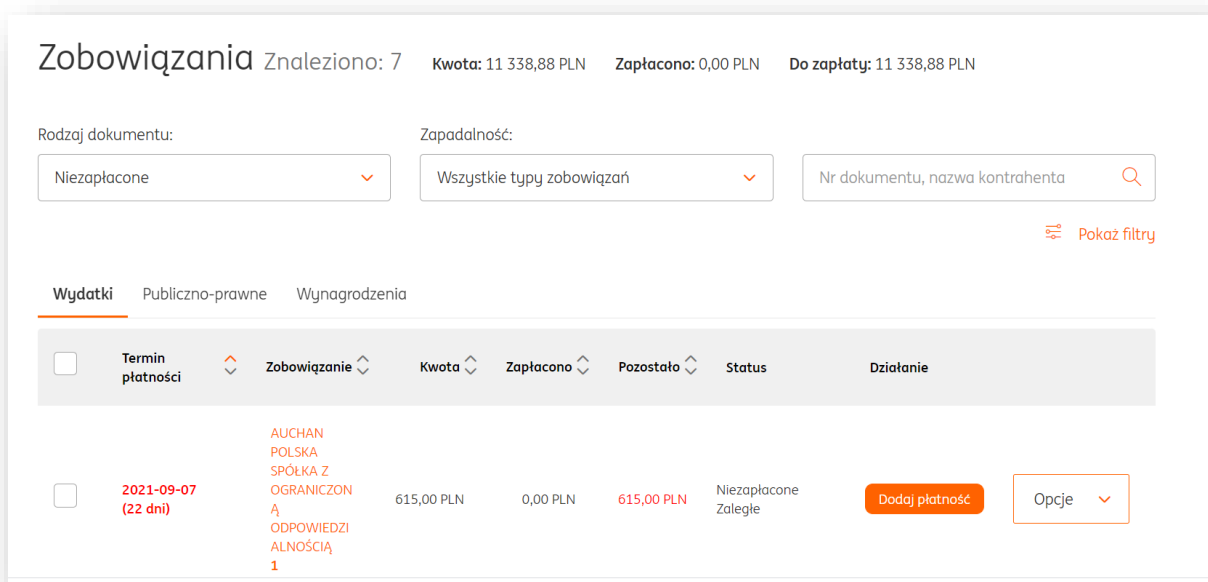 Zobowiązania Znaleziono: 7 Kwota: 11 338,88 PLN Zapłacono: 0,00 PLN Do zapłaty: 11 338,88 PLN
Rodzaj dokumentu: Zapadalność:
Niezapłacone Wszystkie typy zobowiązań Nr dokumentu, nazwa kontrahenta
Pokaż filtry
Wydatki Publiczno-prawne Wynagrodzenia
Termin
płatności
Zobowiązanie Kwota Zapłacono Pozostało Status Działanie
AUCHAN
POLSKA
SPÓŁKA Z
OGRANICZON
Ą
ODPOWIEDZI
ALNOŚCIĄ
1
2021-09-07
(22 dni)
615,00 PLN 0,00 PLN 615,00 PLN
Niezapłacone
Zaległe
Dodaj płatność Opcje